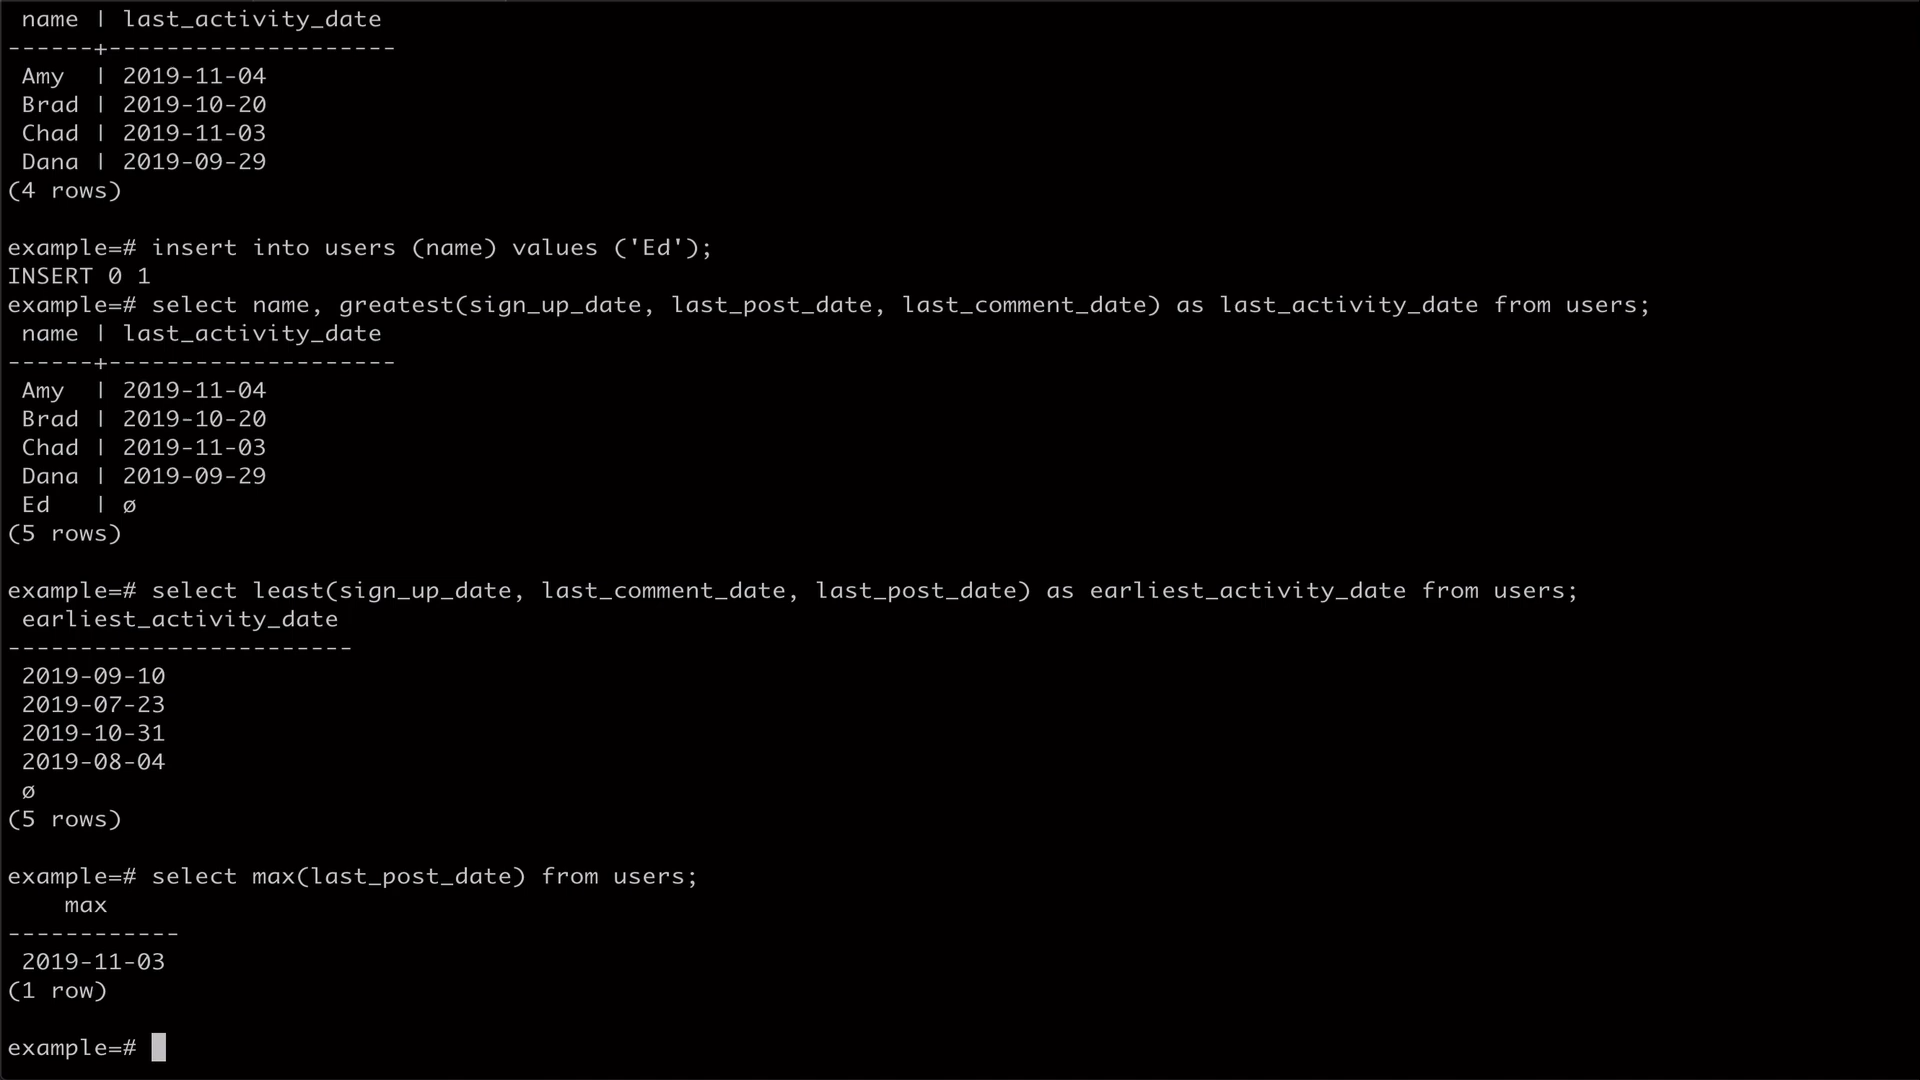 name | last_activity_date
------+--------------------
 Amy  | 2019-11-04
 Brad | 2019-10-20
 Chad | 2019-11-03
 Dana | 2019-09-29
(4 rows)

example=# insert into users (name) values ('Ed');
INSERT 0 1
example=# select name, greatest(sign_up_date, last_post_date, last_comment_date) as last_activity_date from users;
 name | last_activity_date
------+--------------------
 Amy  | 2019-11-04
 Brad | 2019-10-20
 Chad | 2019-11-03
 Dana | 2019-09-29
 Ed   | ø
(5 rows)

example=# select least(sign_up_date, last_comment_date, last_post_date) as earliest_activity_date from users;
 earliest_activity_date
------------------------
 2019-09-10
 2019-07-23
 2019-10-31
 2019-08-04
 ø
(5 rows)

example=# select max(last_post_date) from users;
    max
------------
 2019-11-03
(1 row)

example=#